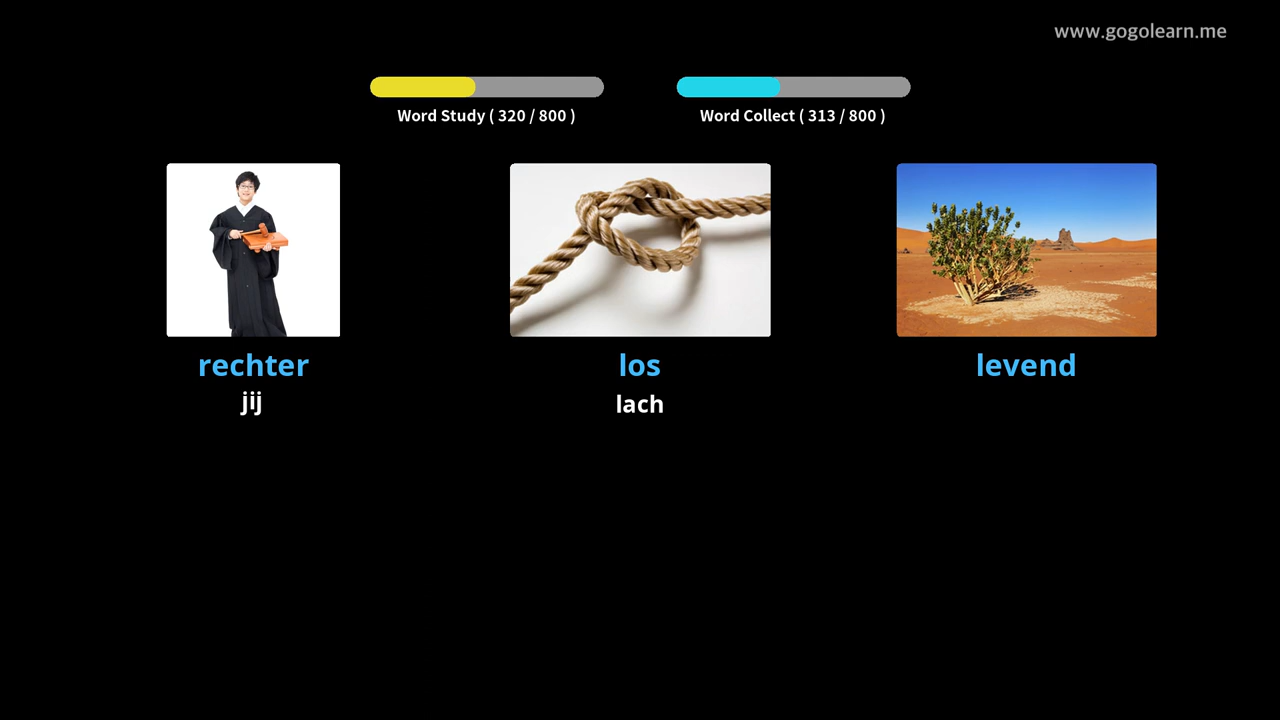 www.gogolearn.me
Word Study ( 320 / 800 )
Word Collect ( 313 / 800 )
rechter
jij
los
lach
levend